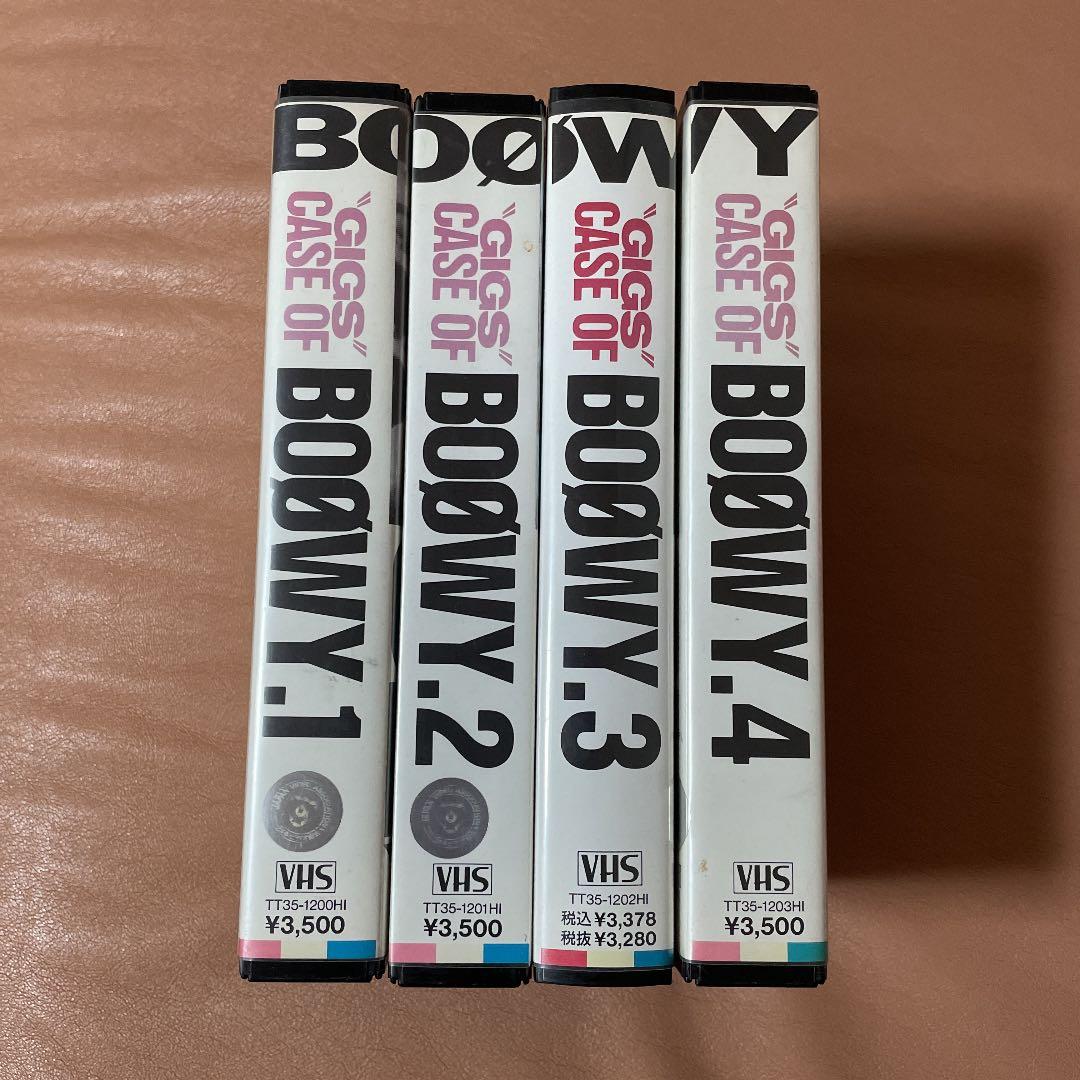 BOØWY
"GIGS"
CASE OF
BOØWY.1
VHS
TT35-1200HI
¥3,500
"GIGS"
CASE OF
BOØWY.2
VHS
TT35-1201HI
¥3,500
"GIGS"
CASE OF
BOØWY.3
VHS
TT35-1202HI
税込 ¥3,378
税抜 ¥3,280
"GIGS"
CASE OF
BOØWY.4
VHS
TT35-1203HI
¥3,500